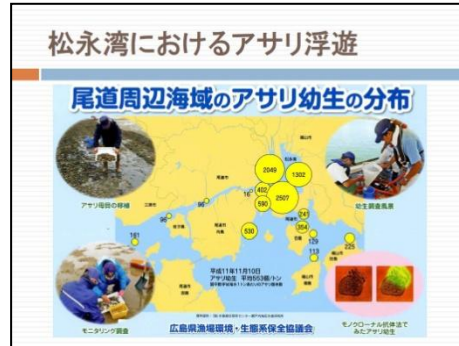 松永湾におけるアサリ浮遊
尾道周辺海域のアサリ幼生の分布
アサリ母貝の移植
幼生調査風景
2049
1302
402
16
2507
590
95
96
241
354
530
161
129
225
113
平成11年11月10日
アサリ幼生 平均553個/トン
モニタリング調査
モノクローナル抗体法で
みたアサリ幼生
広島県漁場環境・生態系保全協議会